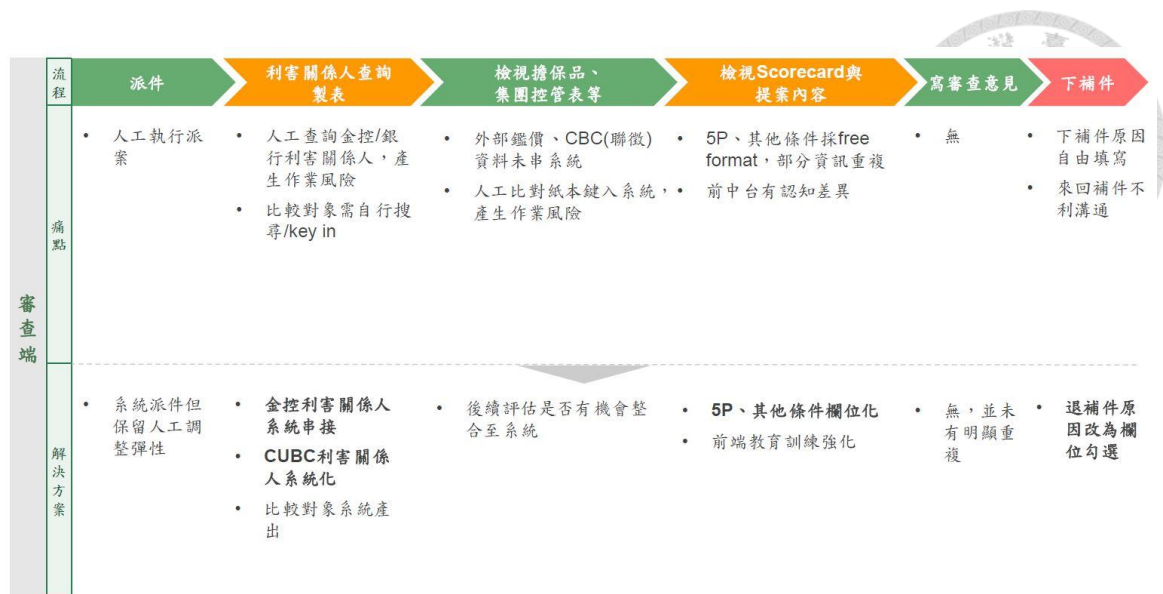 審查端
流程
派件
利害關係人查詢
製表
檢視擔保品、
集團控管表等
檢視Scorecard與
提案內容
寫審查意見
下補件
痛點
• 人工執行派
案
• 人工查詢金控/銀
行利害關係人，產
生作業風險
• 比較對象需自行搜
尋/key in
• 外部鑑價、CBC(聯徵)
資料未串系統
• 人工比對紙本鍵入系統，
產生作業風險
• 5P、其他條件採free
format，部分資訊重複
• 前中台有認知差異
• 無
• 下補件原因
自由填寫
• 來回補件不
利溝通
解決方案
• 系統派件但
保留人工調
整彈性
• 金控利害關係人
系統串接
• CUBC利害關係
人系統化
• 比較對象系統產
出
• 後續評估是否有機會整
合至系統
• 5P、其他條件欄位化
• 前端教育訓練強化
• 無，並未
有明顯重
複
• 退補件原
因改為欄
位勾選